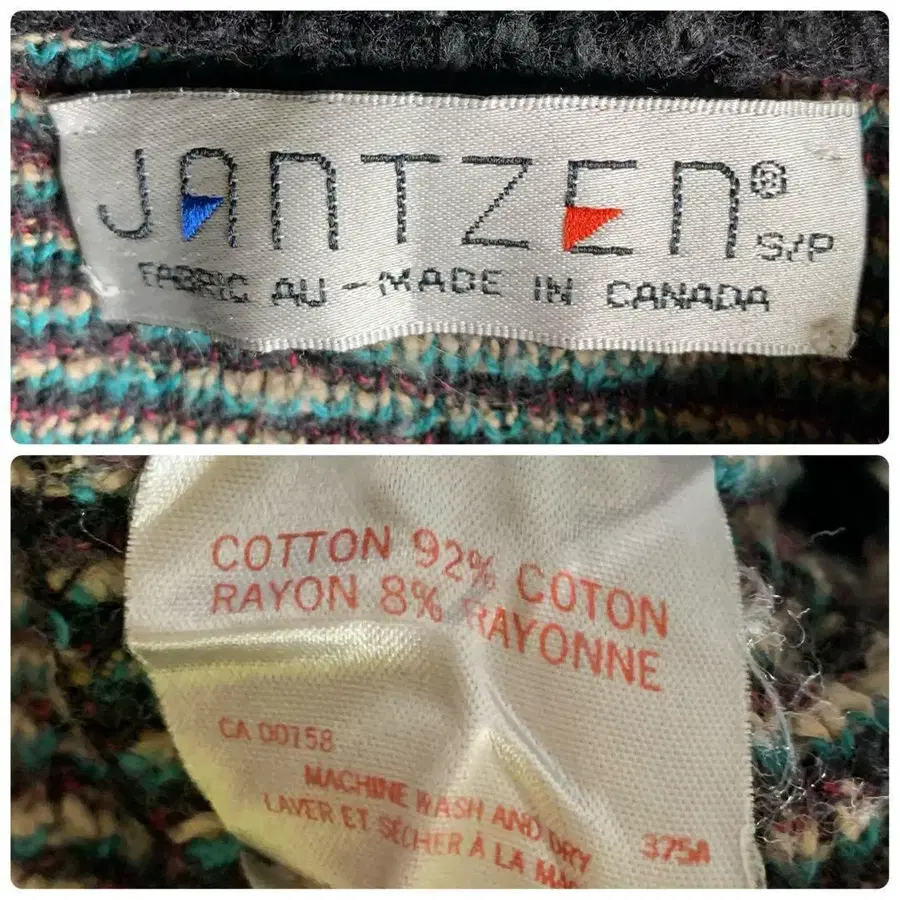 JANTZEN®
S/P
FABRIC AU - MADE IN CANADA
COTTON 92% COTON
RAYON 8% RAYONNE
CA 00758
MACHINE WASH AND DRY
LAVER ET SÉCHER À LA
375A